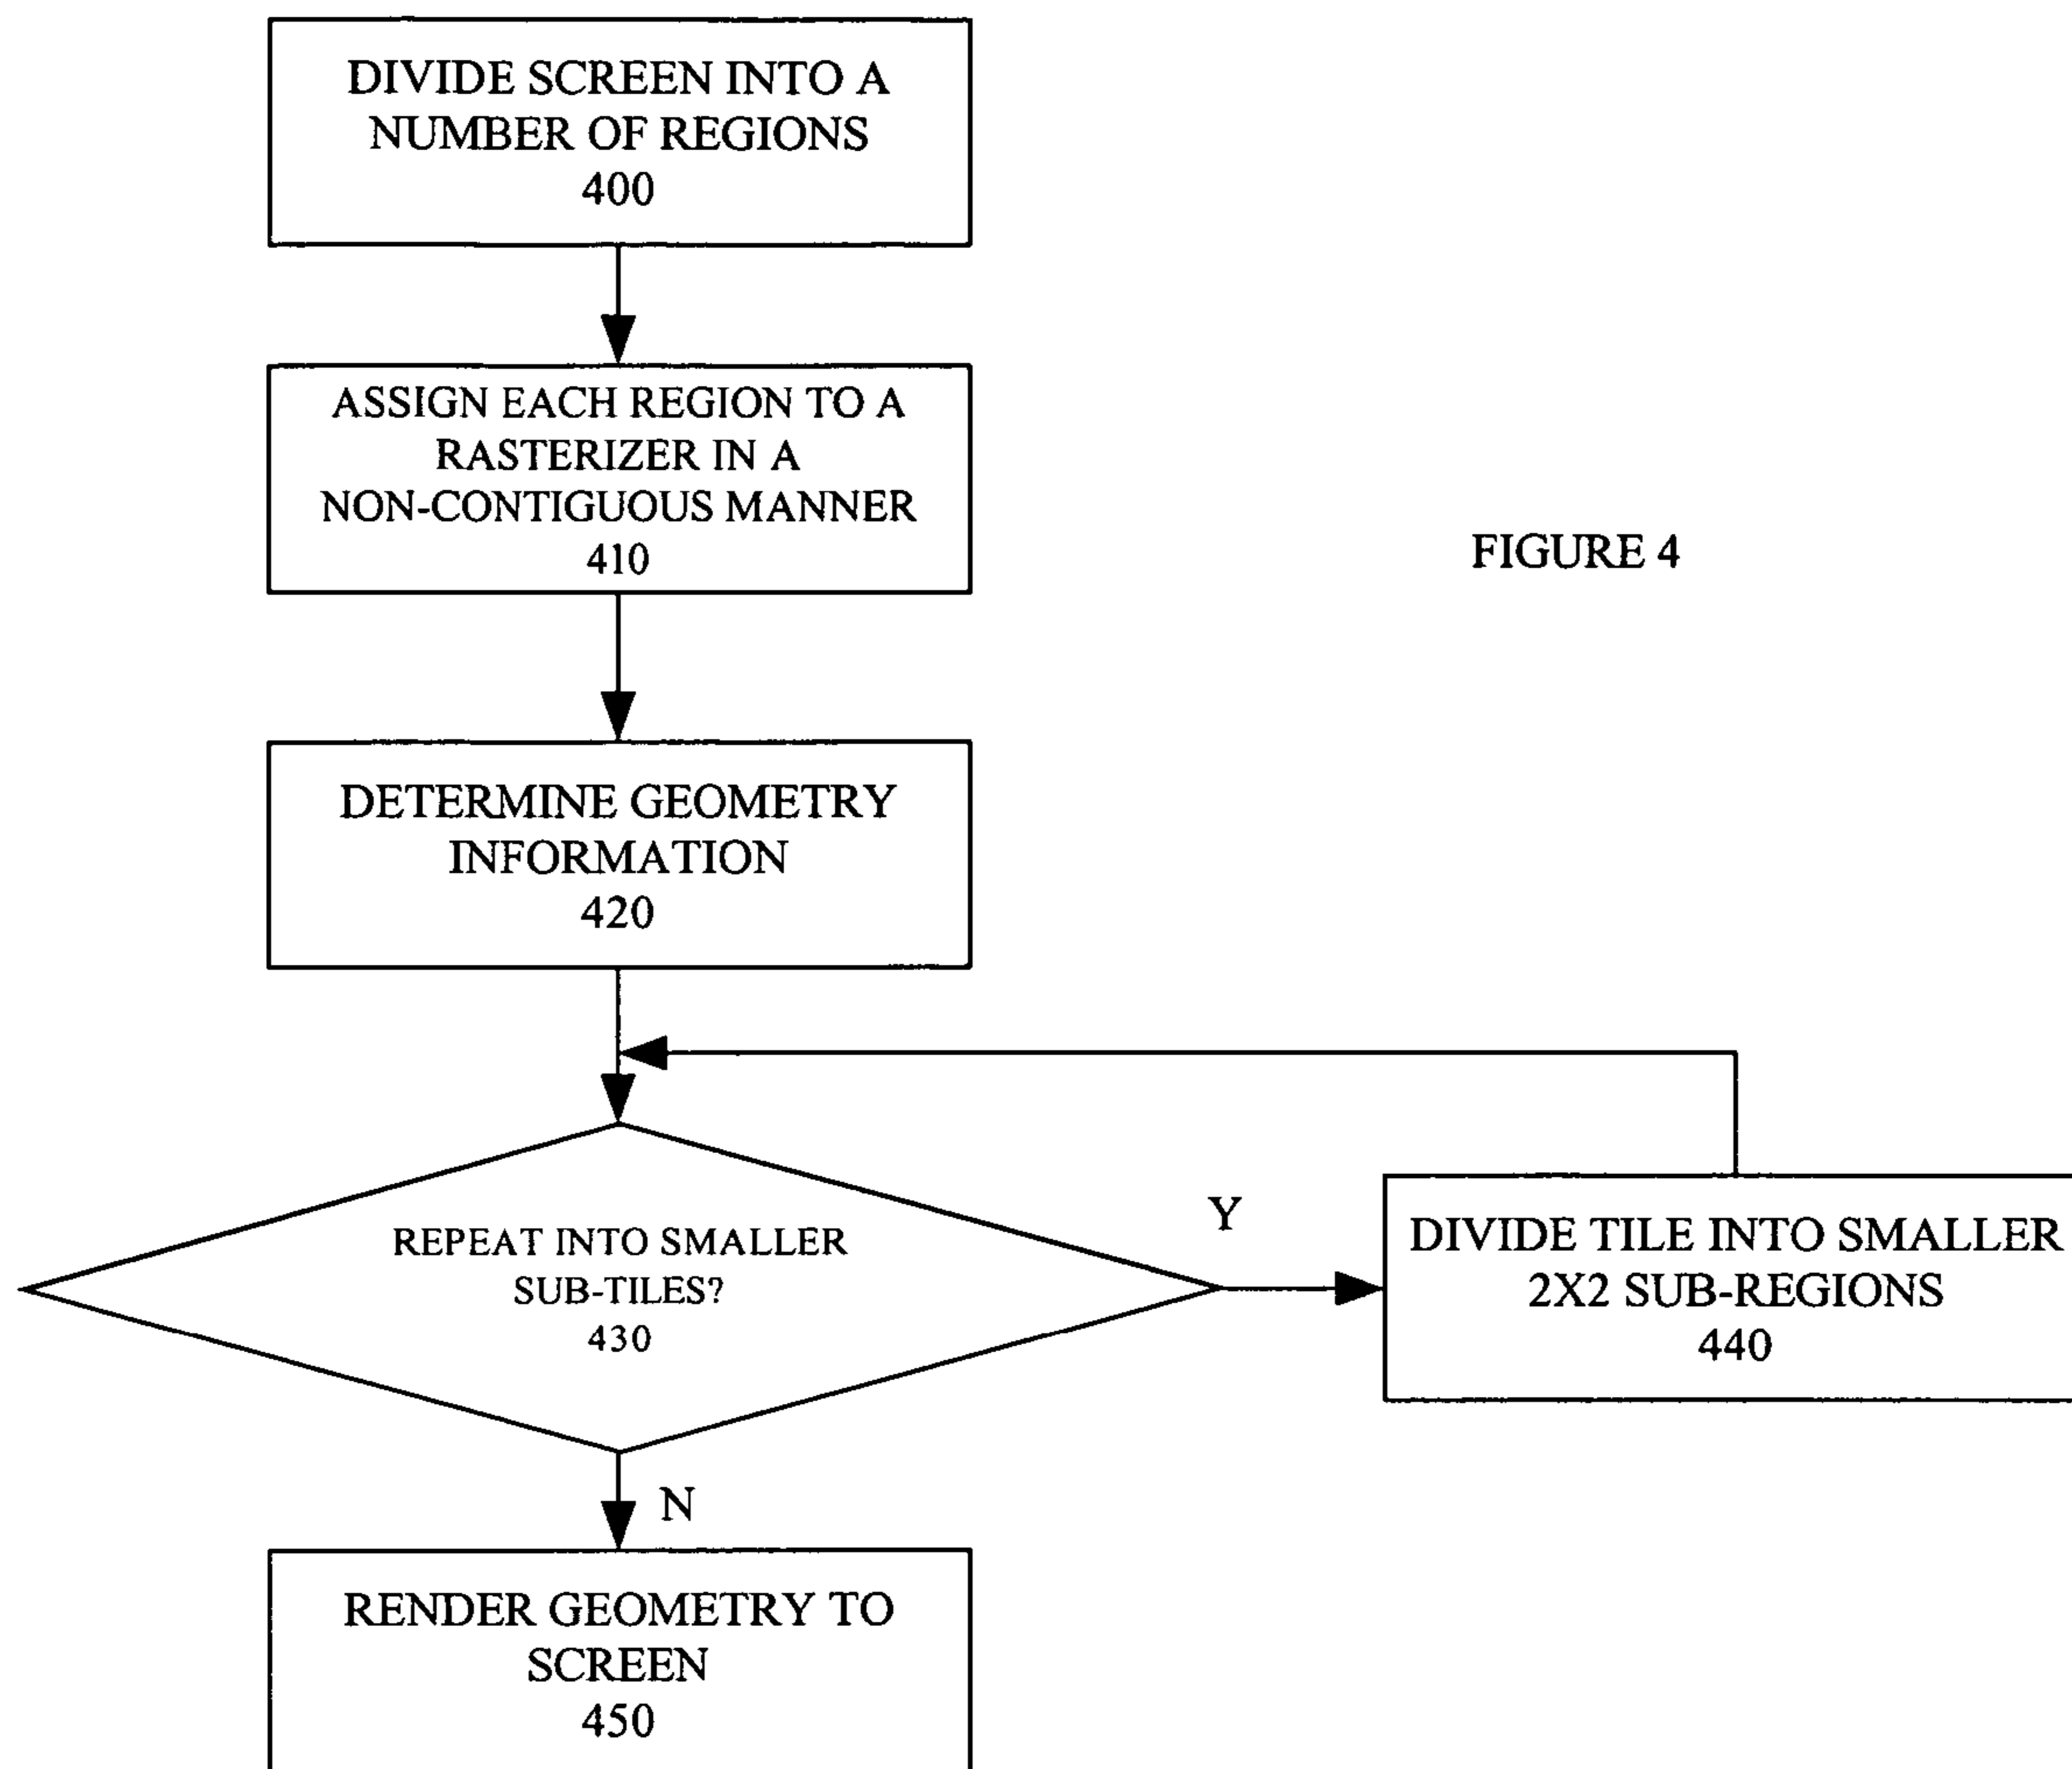 DIVIDE SCREEN INTO A
NUMBER OF REGIONS
400
ASSIGN EACH REGION TO A
RASTERIZER IN A
NON-CONTIGUOUS MANNER
410
FIGURE 4
DETERMINE GEOMETRY
INFORMATION
420
REPEAT INTO SMALLER
SUB-TILES?
430
Y
DIVIDE TILE INTO SMALLER
2X2 SUB-REGIONS
440
N
RENDER GEOMETRY TO
SCREEN
450